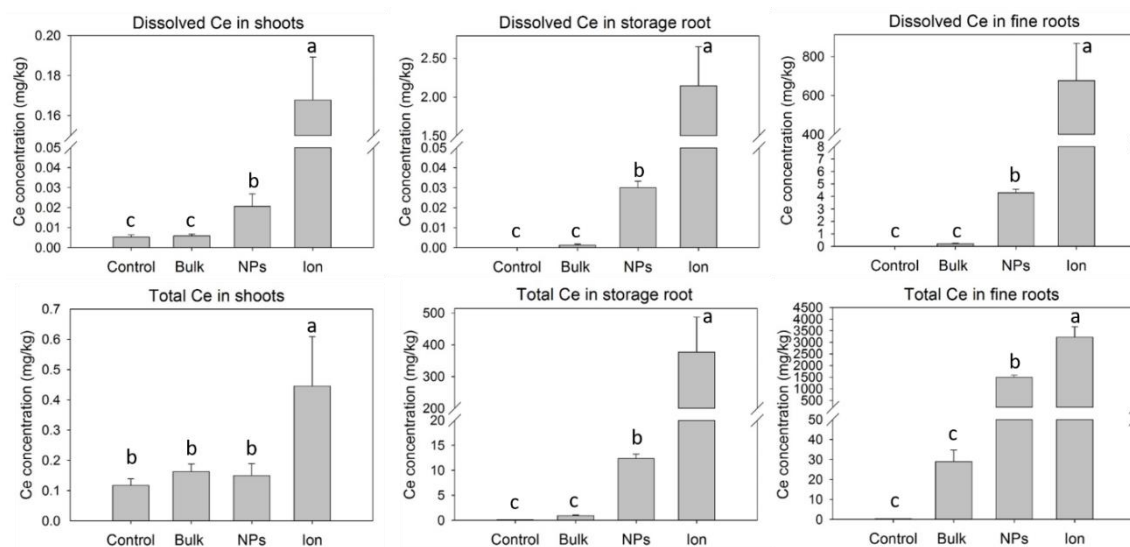 Dissolved Ce in shoots
Ce concentration (mg/kg)
0.20
0.18
0.16
0.05
0.04
0.03
0.02
0.01
0.00
c
c
b
a
Control Bulk NPs Ion
Dissolved Ce in storage root
Ce concentration (mg/kg)
2.50
2.00
1.50
0.05
0.04
0.03
0.02
0.01
0.00
c
c
b
a
Control Bulk NPs Ion
Dissolved Ce in fine roots
Ce concentration (mg/kg)
800
600
400
8
7
6
5
4
3
2
1
0
c
c
b
a
Control Bulk NPs Ion
Total Ce in shoots
Ce concentration (mg/kg)
0.7
0.6
0.5
0.4
0.3
0.2
0.1
0.0
b
b
b
a
Control Bulk NPs Ion
Total Ce in storage root
Ce concentration (mg/kg)
500
400
300
200
20
15
10
5
0
c
c
b
a
Control Bulk NPs Ion
Total Ce in fine roots
Ce concentration (mg/kg)
4500
4000
3500
3000
2500
2000
1500
1000
500
50
40
30
20
10
0
c
c
b
a
Control Bulk NPs Ion